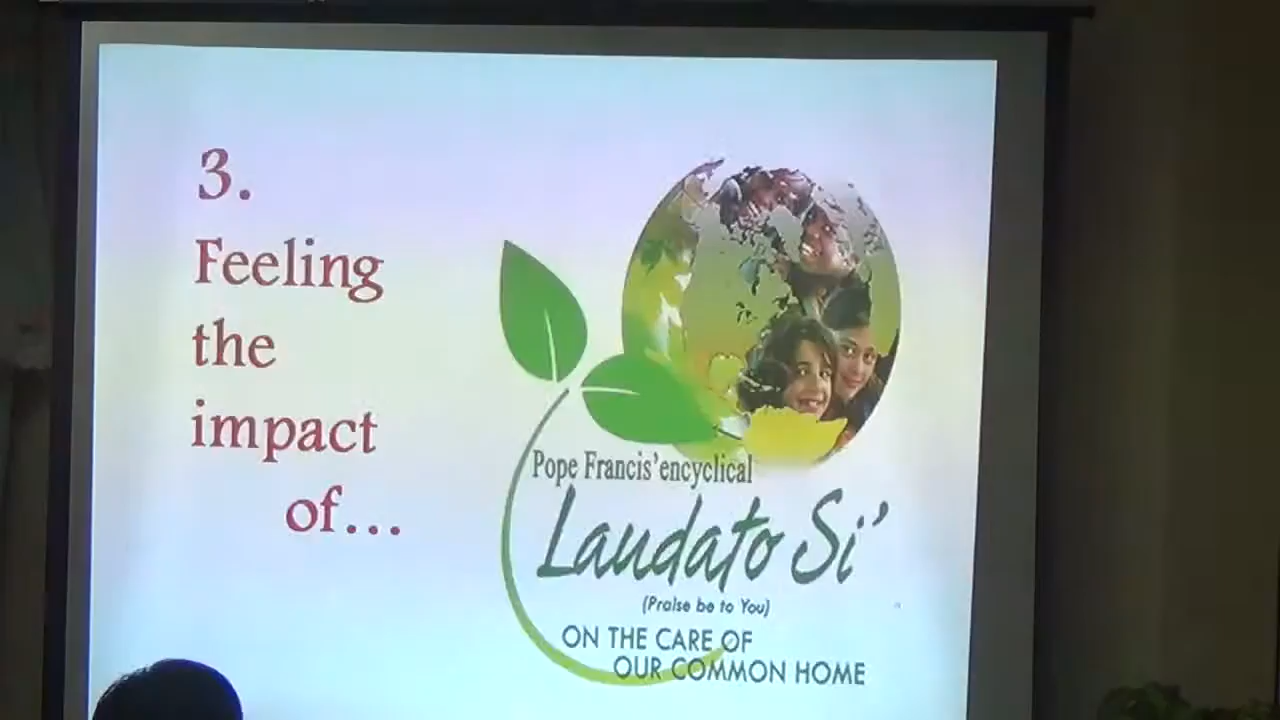 3.
Feeling
the
impact
of...
Pope Francis' encyclical
Laudato Si'
(Praise be to You)
ON THE CARE OF
OUR COMMON HOME